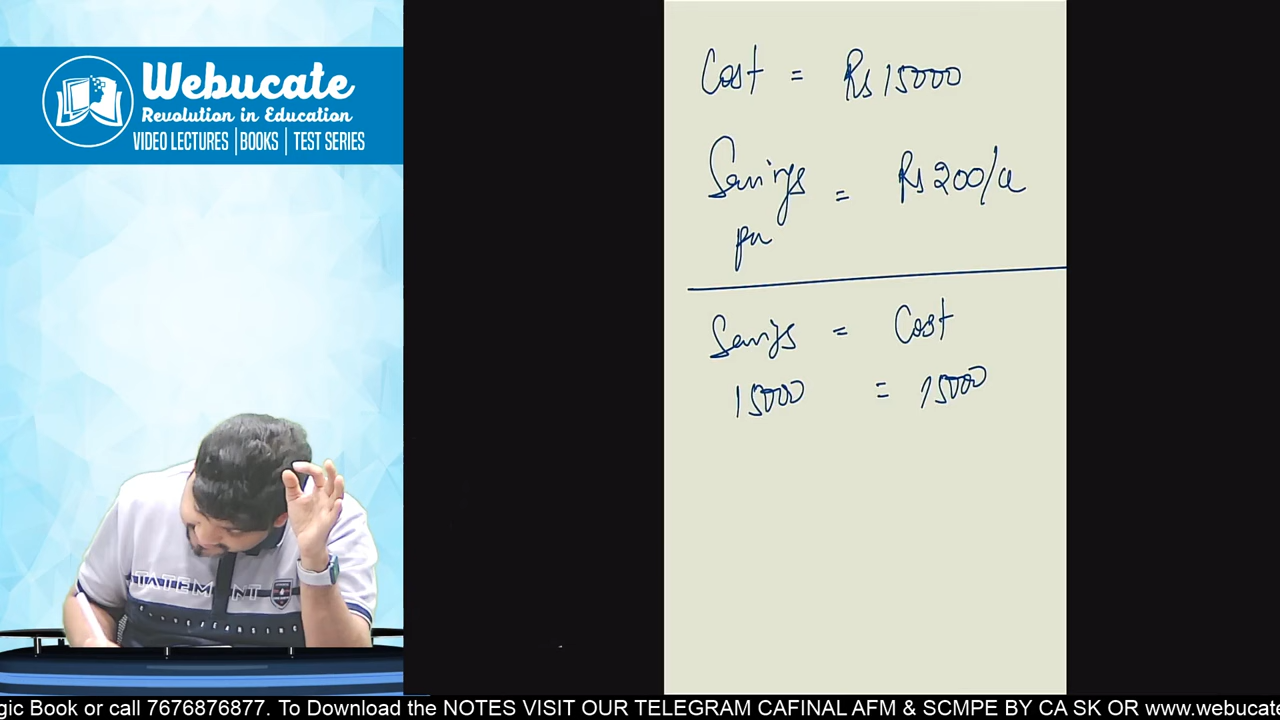 Webucate
Revolution in Education
VIDEO LECTURES | BOOKS | TEST SERIES
Cost = Rs 15000
Savings = Rs 200/u
pu
Savings = Cost
15000 = 15000
TATEMENT
gic Book or call 7676876877. To Download the NOTES VISIT OUR TELEGRAM CAFINAL AFM & SCMPE BY CA SK OR www.webucate